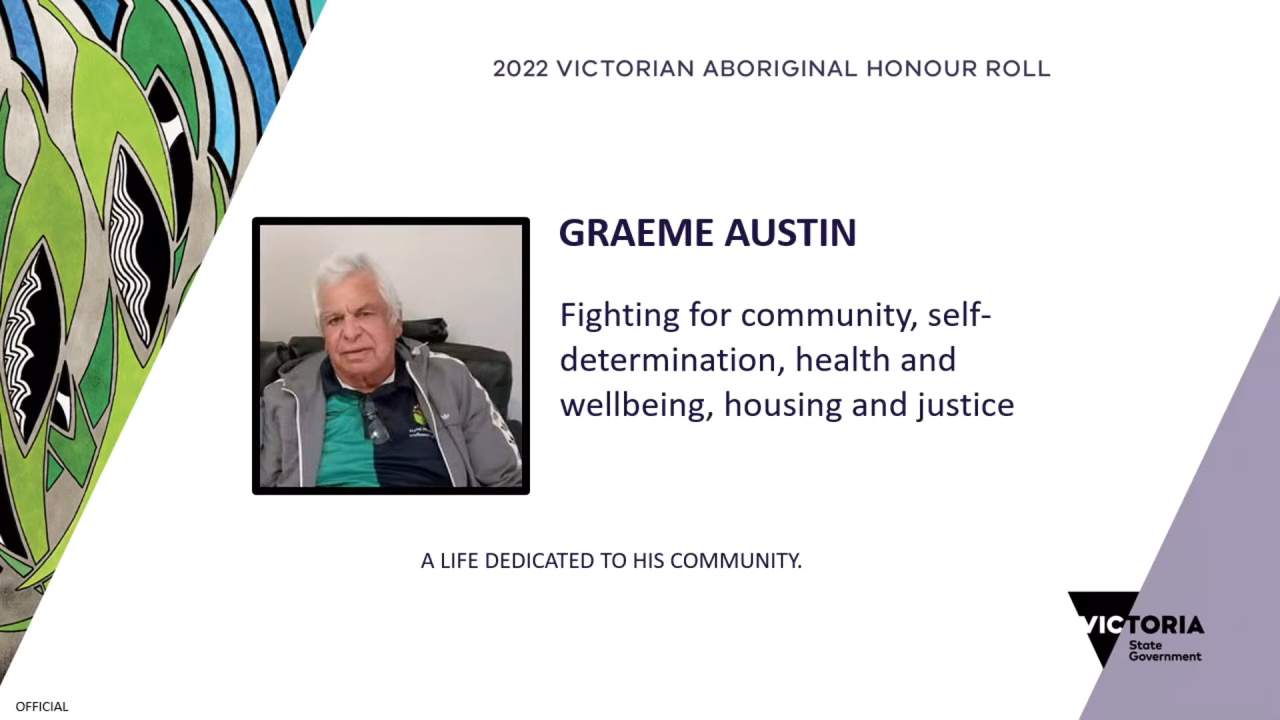 2022 VICTORIAN ABORIGINAL HONOUR ROLL
GRAEME AUSTIN
Fighting for community, self-
determination, health and
wellbeing, housing and justice
A LIFE DEDICATED TO HIS COMMUNITY.
VICTORIA
State
Government
OFFICIAL